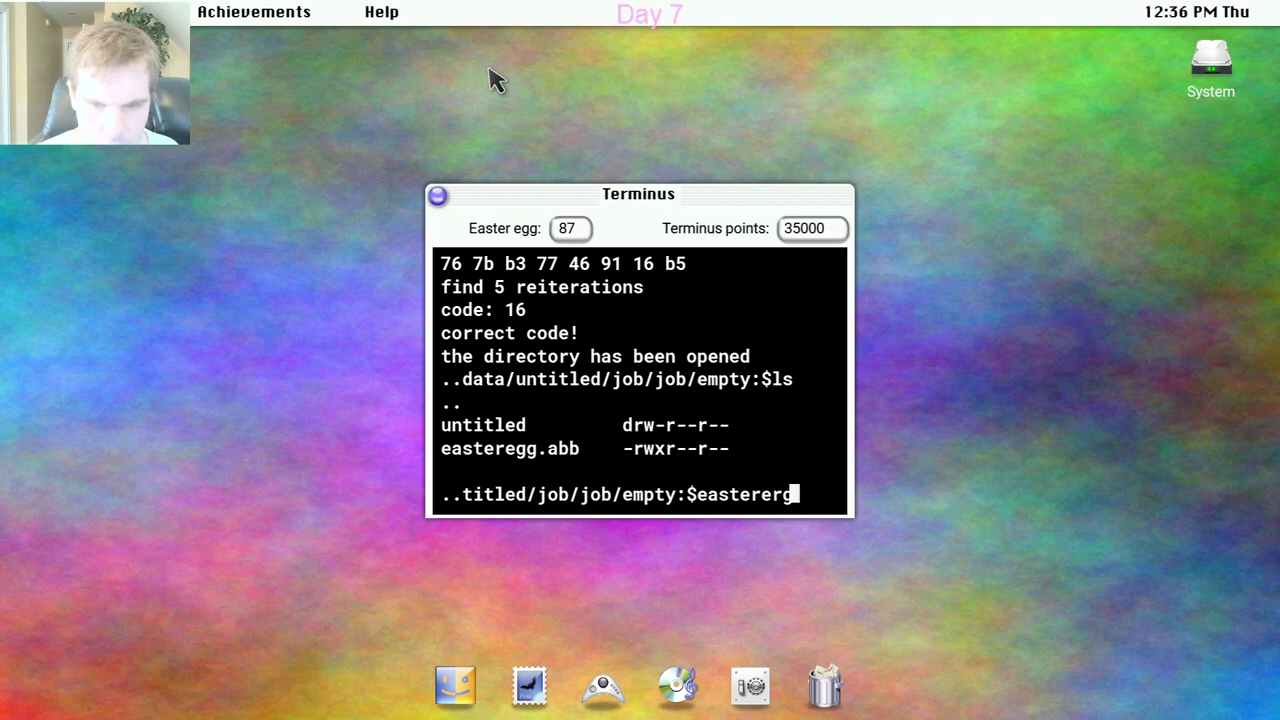 Achievements Help Day 7 12:36 PM Thu
System
Terminus
Easter egg: 87 Terminus points: 35000
76 7b b3 77 46 91 16 b5
find 5 reiterations
code: 16
correct code!
the directory has been opened
..data/untitled/job/job/empty:$ls
..
untitled drw-r--r--
easteregg.abb -rwxr--r--
..titled/job/job/empty:$eastererg